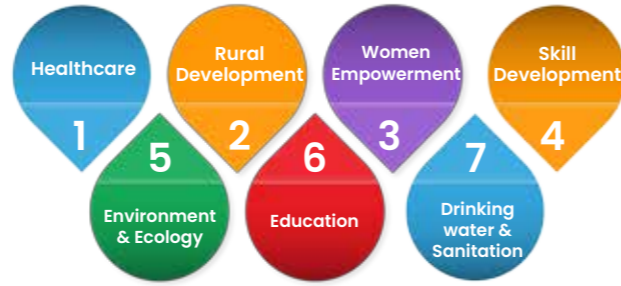 Healthcare
1
Rural
Development
2
Women
Empowerment
3
Skill
Development
4
5
Environment
& Ecology
6
Education
7
Drinking
water &
Sanitation